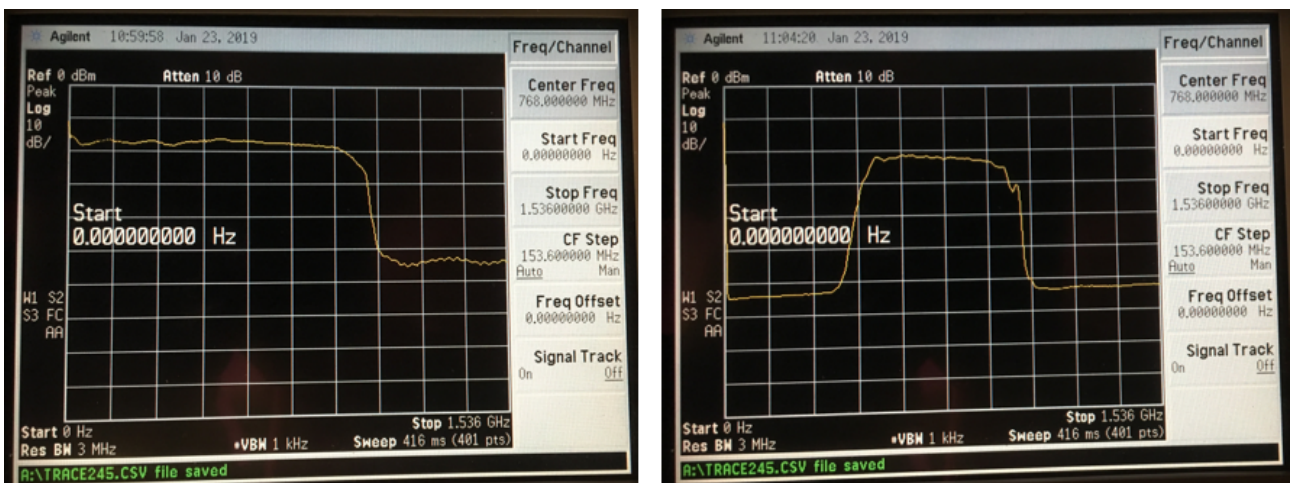 Agilent 10:59:58 Jan 23, 2019
Freq/Channel
Ref 0 dBm Atten 10 dB
Peak
Log
10
dB/
Center Freq
768.000000 MHz
Start Freq
0.00000000 Hz
Stop Freq
1.53600000 GHz
Start
0.000000000 Hz
CF Step
153.600000 MHz
Auto Man
W1 S2
S3 FC
AA
Freq Offset
0.00000000 Hz
Signal Track
On Off
Start 0 Hz Stop 1.536 GHz
Res BW 3 MHz *VBW 1 kHz Sweep 416 ms (401 pts)
A:\TRACE245.CSV file saved
Agilent 11:04:20 Jan 23, 2019
Freq/Channel
Ref 0 dBm Atten 10 dB
Peak
Log
10
dB/
Center Freq
768.000000 MHz
Start Freq
0.00000000 Hz
Stop Freq
1.53600000 GHz
Start
0.000000000 Hz
CF Step
153.600000 MHz
Auto Man
W1 S2
S3 FC
AA
Freq Offset
0.00000000 Hz
Signal Track
On Off
Start 0 Hz Stop 1.536 GHz
Res BW 3 MHz *VBW 1 kHz Sweep 416 ms (401 pts)
A:\TRACE245.CSV file saved